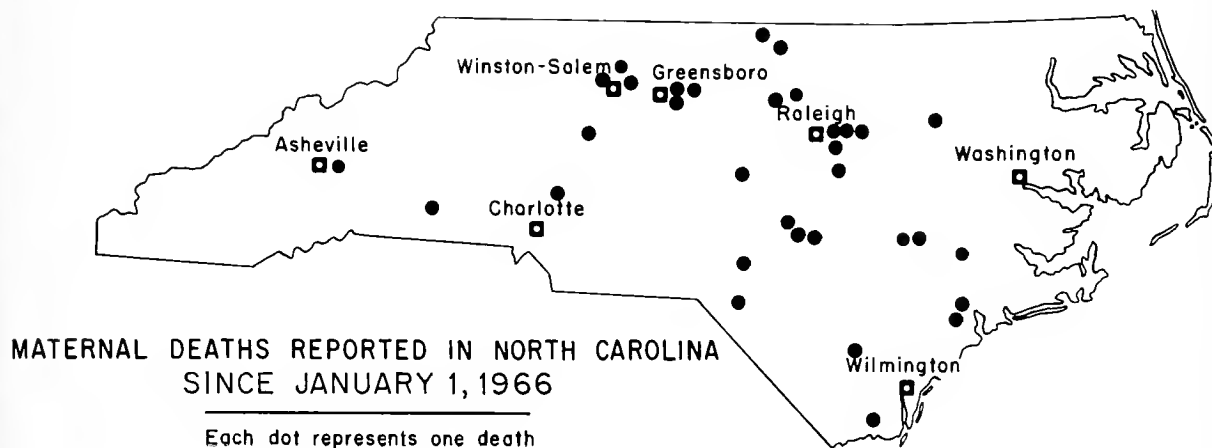 Winston-Salem
Greensboro
Raleigh
Asheville
Washington
Charlotte
MATERNAL DEATHS REPORTED IN NORTH CAROLINA
SINCE JANUARY 1, 1966
Wilmington
Each dot represents one death